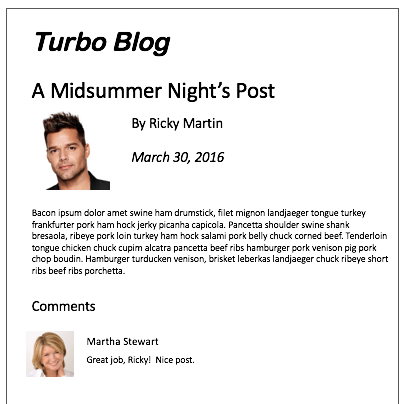 Turbo Blog
A Midsummer Night’s Post
By Ricky Martin
March 30, 2016
Bacon ipsum dolor amet swine ham drumstick, filet mignon landjaeger tongue turkey
frankfurter pork ham hock jerky picanha capicola. Pancetta shoulder swine shank
bresaola, ribeye pork loin turkey ham hock salami pork belly chuck corned beef. Tenderloin
tongue chicken chuck cupim alcatra pancetta beef ribs hamburger pork venison pig pork
chop boudin. Hamburger turducken venison, brisket leberkas landjaeger chuck ribeye short
ribs beef ribs porchetta.
Comments
Martha Stewart
Great job, Ricky!  Nice post.